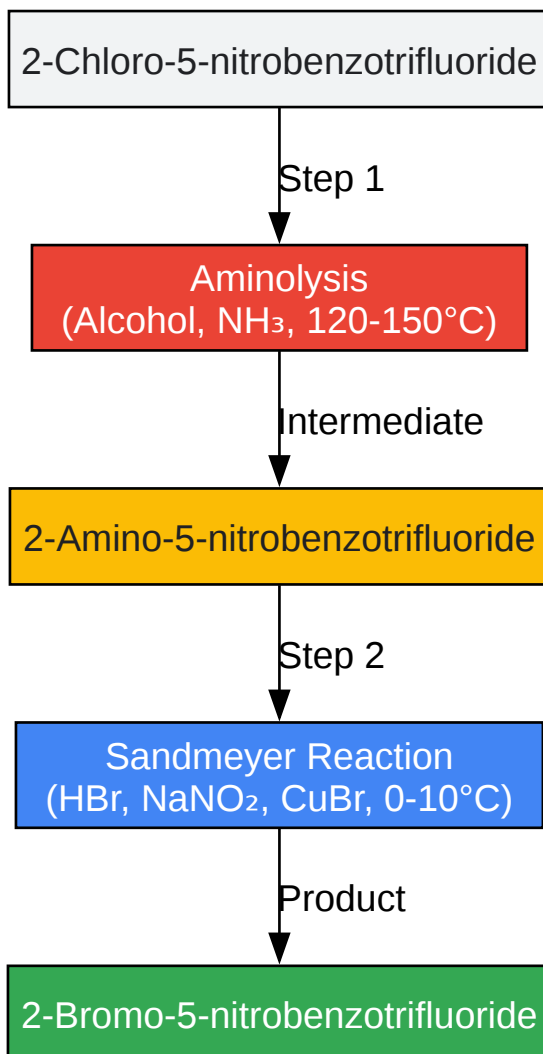 2-Chloro-5-nitrobenzotrifluoride
Step 1
Aminolysis
(Alcohol, NH₃, 120-150°C)
Intermediate
2-Amino-5-nitrobenzotrifluoride
Step 2
Sandmeyer Reaction
(HBr, NaNO₂, CuBr, 0-10°C)
Product
2-Bromo-5-nitrobenzotrifluoride